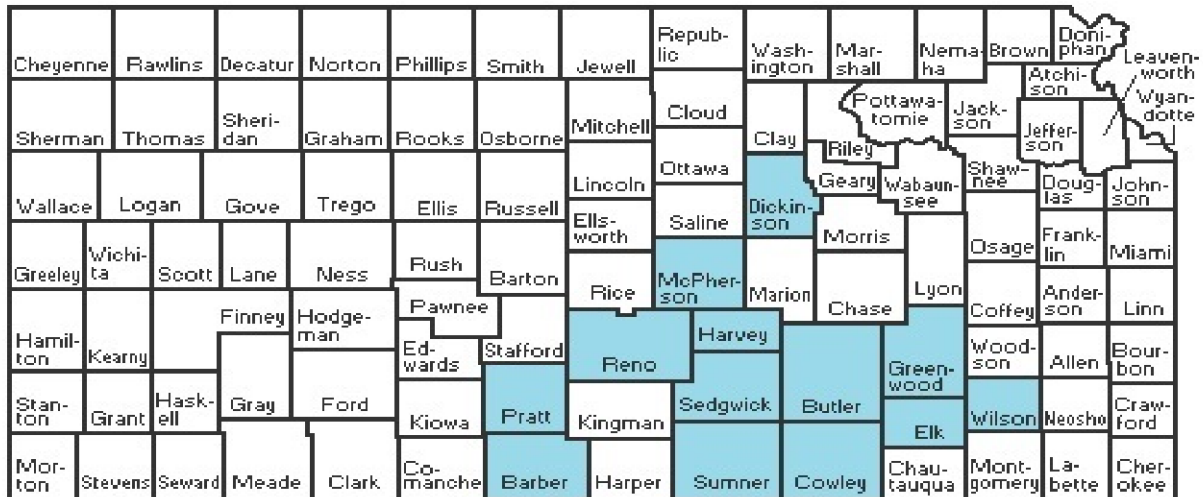 Cheyenne
Rawlins
Decatur
Norton
Phillips
Smith
Jewell
Repub-
lic
Wash-
ington
Mar-
shall
Nema-
ha
Brown
Doni-
phan
Leaven-
worth
Atchi-
son
Wyan-
dotte
Sherman
Thomas
Sheri-
dan
Graham
Rooks
Osborne
Mitchell
Cloud
Clay
Pottawa-
tomie
Jack-
son
Jeffer-
son
Riley
Ottawa
Lincoln
Geary
Wabaun-
see
Shaw-
nee
Doug-
las
John-
son
Wallace
Logan
Gove
Trego
Ellis
Russell
Ells-
worth
Saline
Dickin-
son
Morris
Osage
Frank-
lin
Miami
Greeley
Wichi-
ta
Scott
Lane
Ness
Rush
Barton
Rice
McPher-
son
Marion
Chase
Lyon
Coffey
Ander-
son
Linn
Hamil-
ton
Kearny
Finney
Hodge-
man
Pawnee
Ed-
wards
Stafford
Reno
Harvey
Green-
wood
Wood-
son
Allen
Bour-
bon
Stan-
ton
Grant
Hask-
ell
Gray
Ford
Kiowa
Pratt
Kingman
Sedgwick
Butler
Elk
Wilson
Neosho
Craw-
ford
Mor-
ton
Stevens
Seward
Meade
Clark
Co-
manche
Barber
Harper
Sumner
Cowley
Chau-
tauqua
Mont-
gomery
La-
bette
Cher-
okee